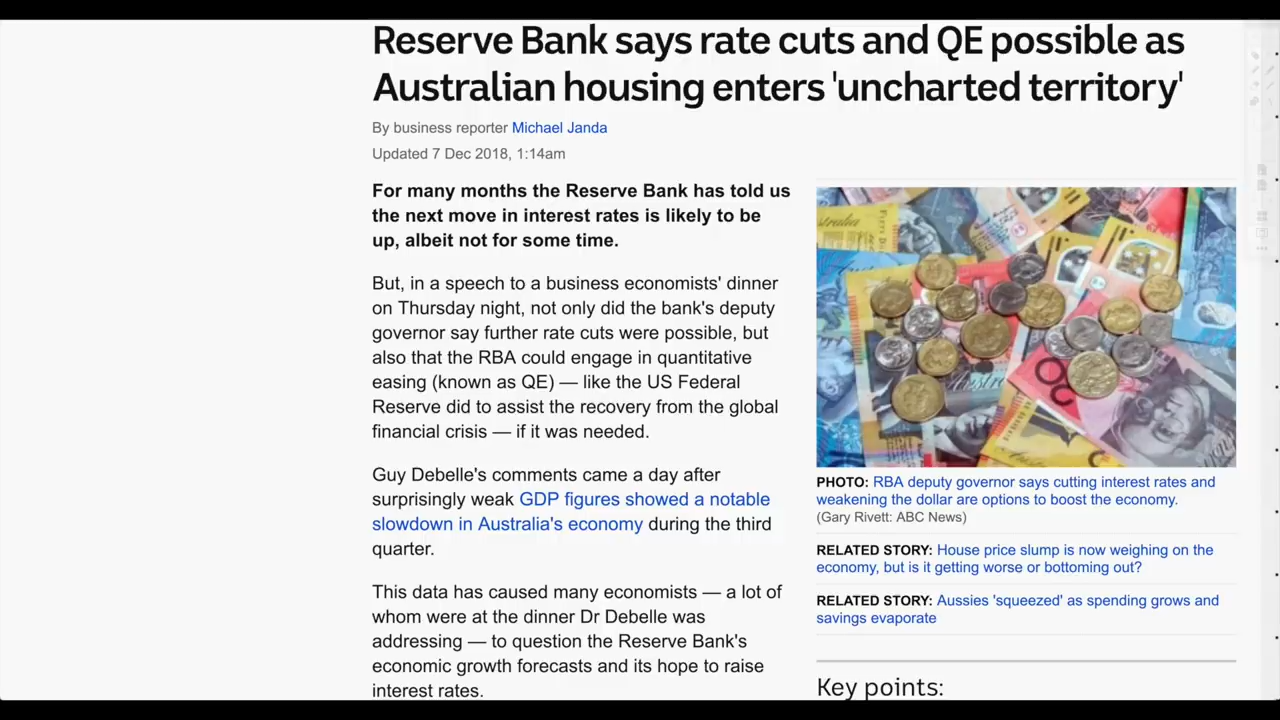 Reserve Bank says rate cuts and QE possible as
Australian housing enters 'uncharted territory'
By business reporter Michael Janda
Updated 7 Dec 2018, 1:14am
For many months the Reserve Bank has told us
the next move in interest rates is likely to be
up, albeit not for some time.
But, in a speech to a business economists' dinner
on Thursday night, not only did the bank's deputy
governor say further rate cuts were possible, but
also that the RBA could engage in quantitative
easing (known as QE) — like the US Federal
Reserve did to assist the recovery from the global
financial crisis — if it was needed.
Guy Debelle's comments came a day after
surprisingly weak GDP figures showed a notable
slowdown in Australia's economy during the third
quarter.
This data has caused many economists — a lot of
whom were at the dinner Dr Debelle was
addressing — to question the Reserve Bank's
economic growth forecasts and its hope to raise
interest rates.
PHOTO: RBA deputy governor says cutting interest rates and
weakening the dollar are options to boost the economy.
(Gary Rivett: ABC News)
RELATED STORY: House price slump is now weighing on the
economy, but is it getting worse or bottoming out?
RELATED STORY: Aussies 'squeezed' as spending grows and
savings evaporate
Key points: